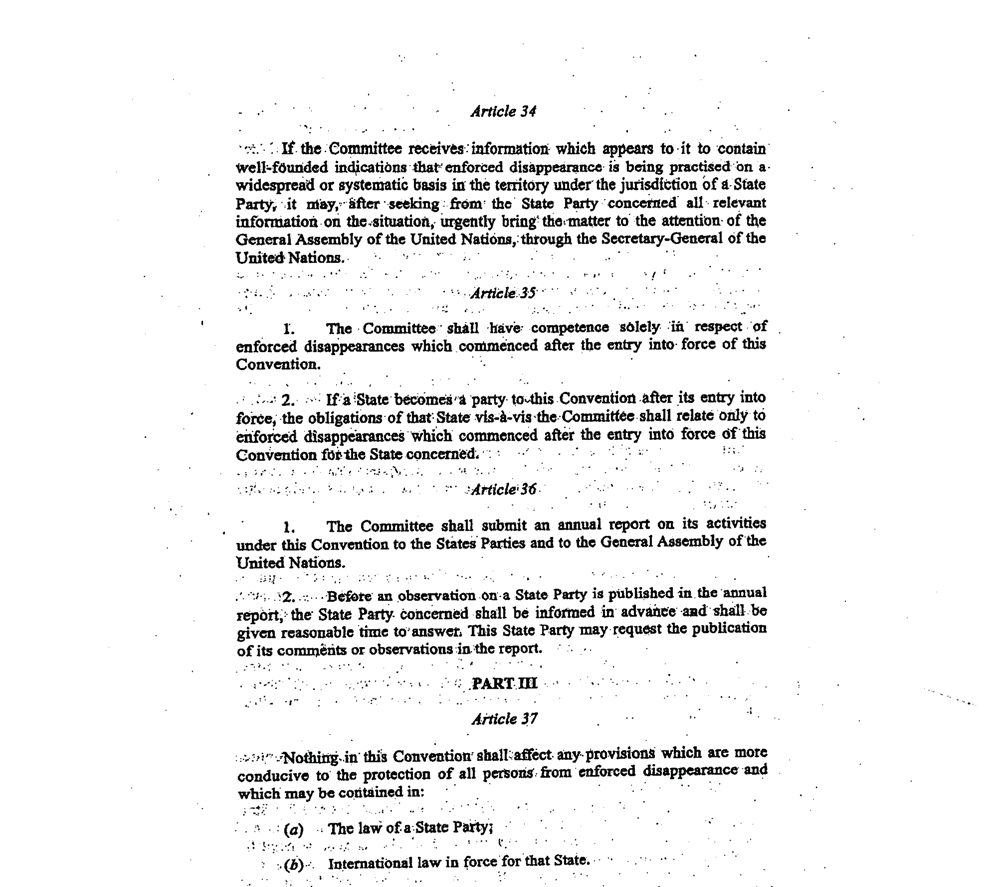 Article 34
If the Committee receives information which appears to it to contain
well-founded indications that enforced disappearance is being practised on a
widespread or systematic basis in the territory under the jurisdiction of a State
Party, it may, after seeking from the State Party concerned all relevant
information on the situation, urgently bring the matter to the attention of the
General Assembly of the United Nations, through the Secretary-General of the
United Nations.
Article 35
1. The Committee shall have competence solely in respect of
enforced disappearances which commenced after the entry into force of this
Convention.
2. If a State becomes a party to this Convention after its entry into
force, the obligations of that State vis-à-vis the Committee shall relate only to
enforced disappearances which commenced after the entry into force of this
Convention for the State concerned.
Article 36
1. The Committee shall submit an annual report on its activities
under this Convention to the States Parties and to the General Assembly of the
United Nations.
2. Before an observation on a State Party is published in the annual
report, the State Party concerned shall be informed in advance and shall be
given reasonable time to answer. This State Party may request the publication
of its comments or observations in the report.
PART III
Article 37
Nothing in this Convention shall affect any provisions which are more
conducive to the protection of all persons from enforced disappearance and
which may be contained in:
(a) The law of a State Party;
(b) International law in force for that State.